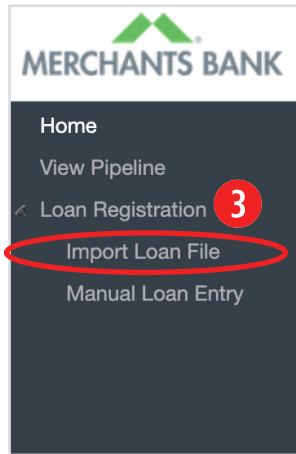 MERCHANTS BANK
Home
View Pipeline
Loan Registration 3
Import Loan File
Manual Loan Entry